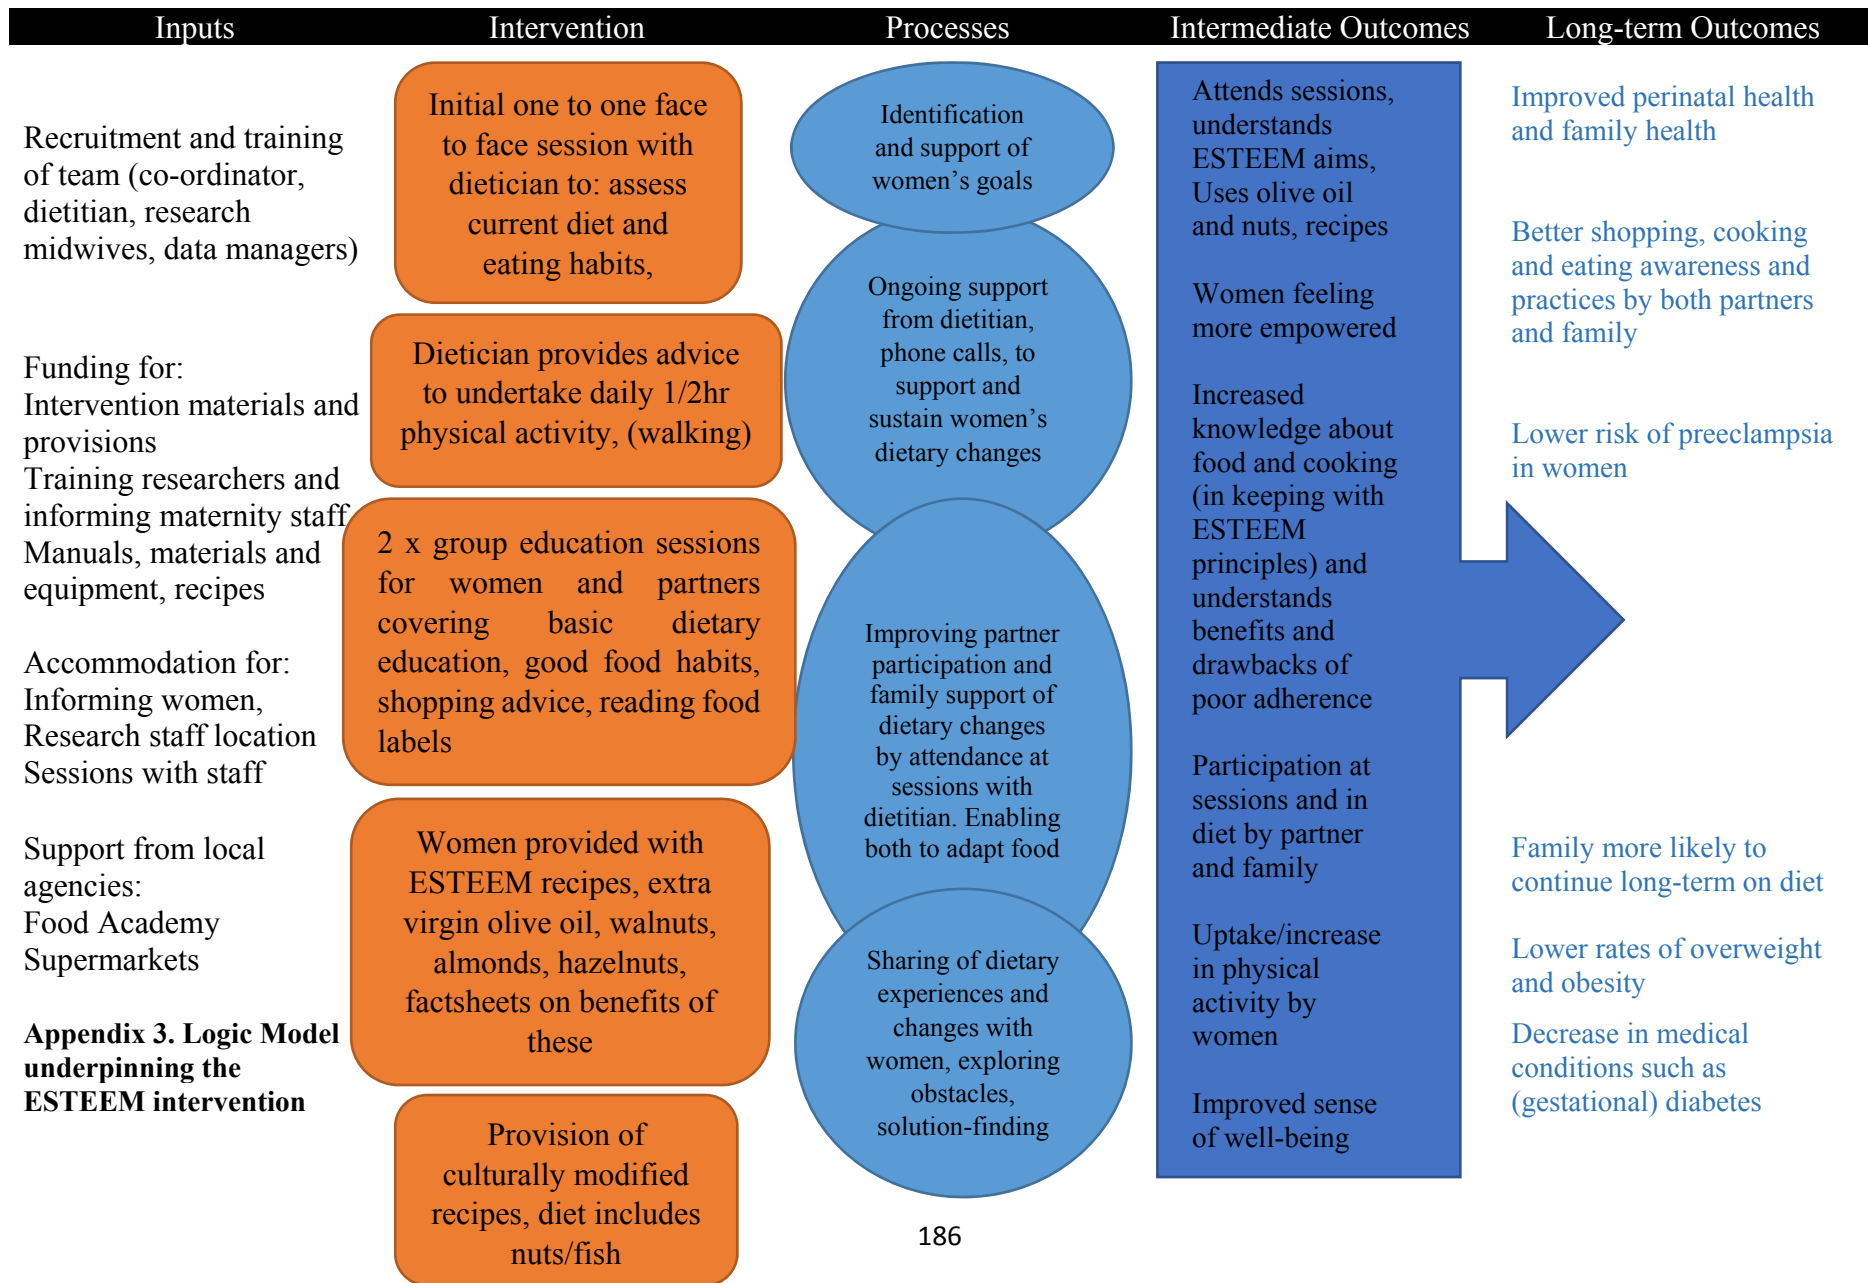 Inputs
Intervention
Processes
Intermediate Outcomes
Long-term Outcomes
Recruitment and training
of team (co-ordinator,
dietitian, research
midwives, data managers)
Funding for:
Intervention materials and
provisions
Training researchers and
informing maternity staff
Manuals, materials and
equipment, recipes
Accommodation for:
Informing women,
Research staff location
Sessions with staff
Support from local
agencies:
Food Academy
Supermarkets
Appendix 3. Logic Model
underpinning the
ESTEEM intervention
Initial one to one face
to face session with
dietician to: assess
current diet and
eating habits,
Dietician provides advice
to undertake daily 1/2hr
physical activity, (walking)
2 x group education sessions
for women and partners
covering basic dietary
education, good food habits,
shopping advice, reading food
labels
Women provided with
ESTEEM recipes, extra
virgin olive oil, walnuts,
almonds, hazelnuts,
factsheets on benefits of
these
Provision of
culturally modified
recipes, diet includes
nuts/fish
Identification
and support of
women’s goals
Ongoing support
from dietitian,
phone calls, to
support and
sustain women’s
dietary changes
Improving partner
participation and
family support of
dietary changes
by attendance at
sessions with
dietitian. Enabling
both to adapt food
Sharing of dietary
experiences and
changes with
women, exploring
obstacles,
solution-finding
Attends sessions,
understands
ESTEEM aims,
Uses olive oil
and nuts, recipes
Women feeling
more empowered
Increased
knowledge about
food and cooking
(in keeping with
ESTEEM
principles) and
understands
benefits and
drawbacks of
poor adherence
Participation at
sessions and in
diet by partner
and family
Uptake/increase
in physical
activity by
women
Improved sense
of well-being
Improved perinatal health
and family health
Better shopping, cooking
and eating awareness and
practices by both partners
and family
Lower risk of preeclampsia
in women
Family more likely to
continue long-term on diet
Lower rates of overweight
and obesity
Decrease in medical
conditions such as
(gestational) diabetes
186